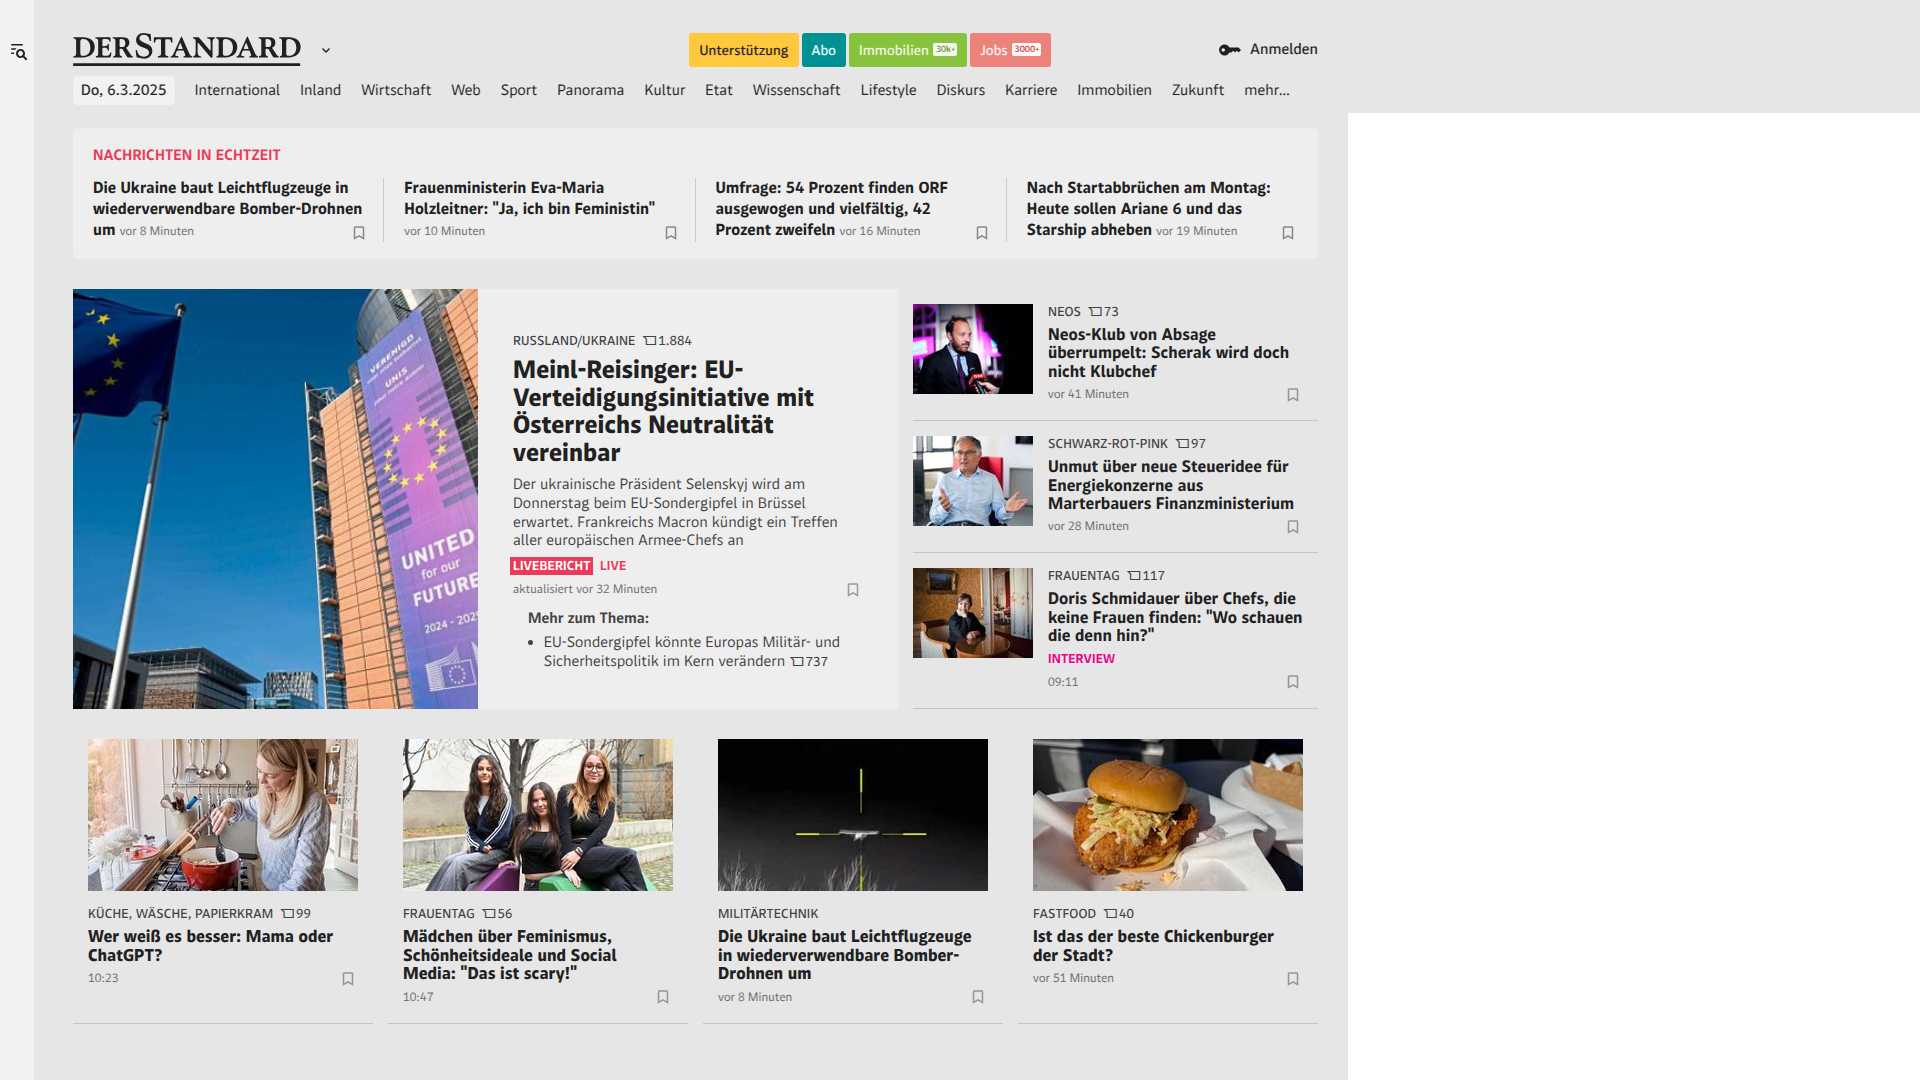 DERSTANDARD
Unterstützung
Abo
Immobilien 30k+
Jobs 3000+
Anmelden
Do, 6.3.2025
International
Inland
Wirtschaft
Web
Sport
Panorama
Kultur
Etat
Wissenschaft
Lifestyle
Diskurs
Karriere
Immobilien
Zukunft
mehr...
NACHRICHTEN IN ECHTZEIT
Die Ukraine baut Leichtflugzeuge in
wiederverwendbare Bomber-Drohnen
um vor 8 Minuten
Frauenministerin Eva-Maria
Holzleitner: "Ja, ich bin Feministin"
vor 10 Minuten
Umfrage: 54 Prozent finden ORF
ausgewogen und vielfältig, 42
Prozent zweifeln vor 16 Minuten
Nach Startabbrüchen am Montag:
Heute sollen Ariane 6 und das
Starship abheben vor 19 Minuten
VERENIGD
UNIS
UNITED
for our
FUTURE
2024 - 202
RUSSLAND/UKRAINE 1.884
Meinl-Reisinger: EU-
Verteidigungsinitiative mit
Österreichs Neutralität
vereinbar
Der ukrainische Präsident Selenskyj wird am
Donnerstag beim EU-Sondergipfel in Brüssel
erwartet. Frankreichs Macron kündigt ein Treffen
aller europäischen Armee-Chefs an
LIVEBERICHT LIVE
aktualisiert vor 32 Minuten
Mehr zum Thema:
• EU-Sondergipfel könnte Europas Militär- und
Sicherheitspolitik im Kern verändern 737
NEOS 73
Neos-Klub von Absage
überrumpelt: Scherak wird doch
nicht Klubchef
vor 41 Minuten
SCHWARZ-ROT-PINK 97
Unmut über neue Steueridee für
Energiekonzerne aus
Marterbauers Finanzministerium
vor 28 Minuten
FRAUENTAG 117
Doris Schmidauer über Chefs, die
keine Frauen finden: "Wo schauen
die denn hin?"
INTERVIEW
09:11
KÜCHE, WÄSCHE, PAPIERKRAM 99
Wer weiß es besser: Mama oder
ChatGPT?
10:23
FRAUENTAG 56
Mädchen über Feminismus,
Schönheitsideale und Social
Media: "Das ist scary!"
10:47
MILITÄRTECHNIK
Die Ukraine baut Leichtflugzeuge
in wiederverwendbare Bomber-
Drohnen um
vor 8 Minuten
FASTFOOD 40
Ist das der beste Chickenburger
der Stadt?
vor 51 Minuten